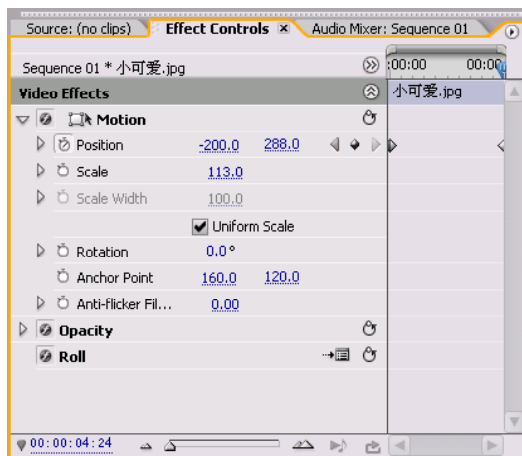 Source: (no clips) Effect Controls Audio Mixer: Sequence 01
Sequence 01 * 小可爱.jpg :00:00 00:00
Video Effects 小可爱.jpg
Motion
Position -200.0 288.0
Scale 113.0
Scale Width 100.0
Uniform Scale
Rotation 0.0°
Anchor Point 160.0 120.0
Anti-flicker Fil... 0.00
Opacity
Roll
00:00:04:24